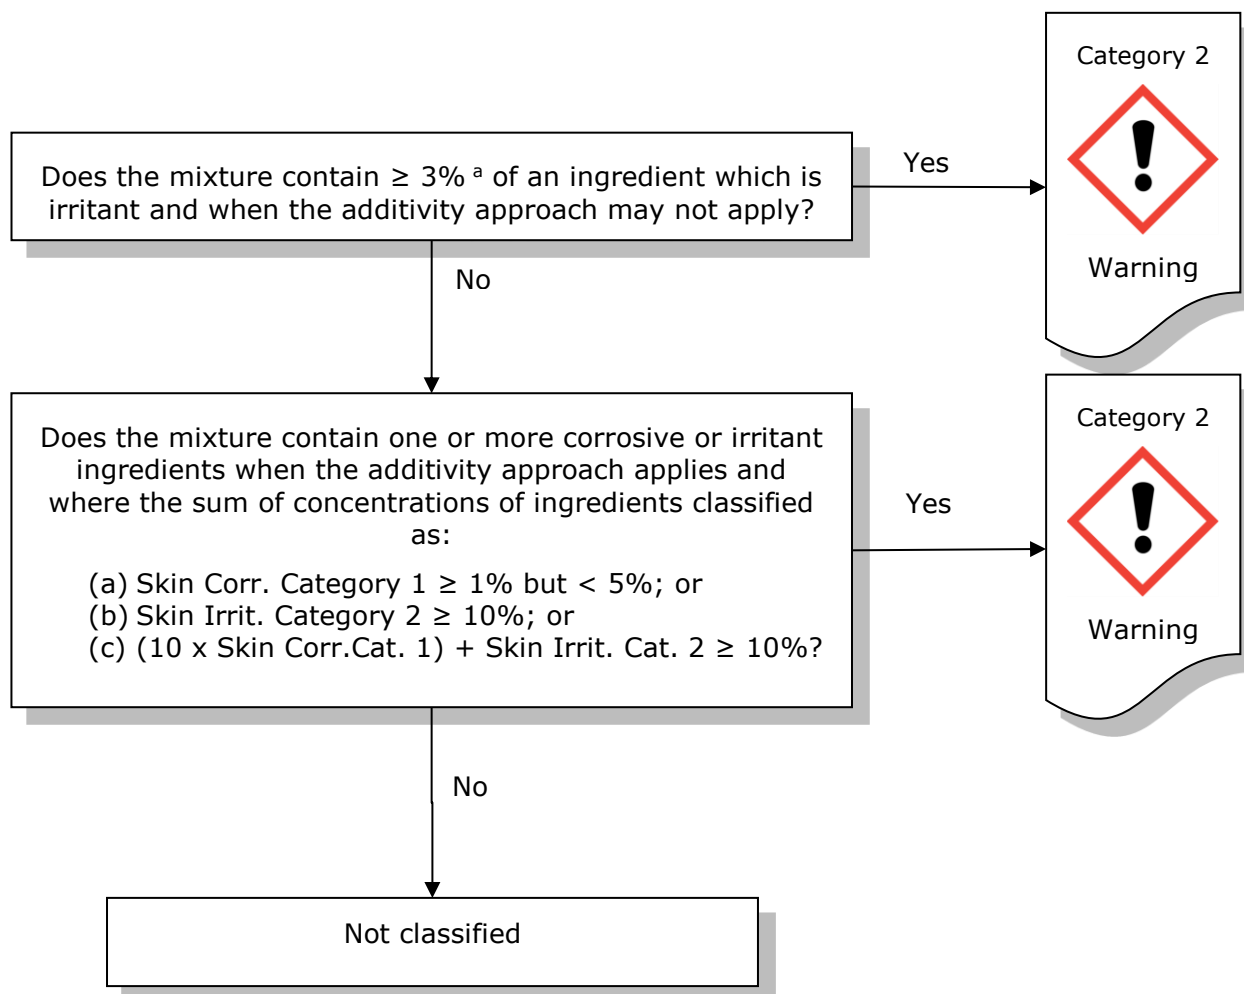 Category 2
Warning
Does the mixture contain ≥ 3% ᵃ of an ingredient which is
irritant and when the additivity approach may not apply?
Yes
No
Does the mixture contain one or more corrosive or irritant
ingredients when the additivity approach applies and
where the sum of concentrations of ingredients classified
as:
(a) Skin Corr. Category 1 ≥ 1% but < 5%; or
(b) Skin Irrit. Category 2 ≥ 10%; or
(c) (10 x Skin Corr.Cat. 1) + Skin Irrit. Cat. 2 ≥ 10%?
Yes
Category 2
Warning
No
Not classified